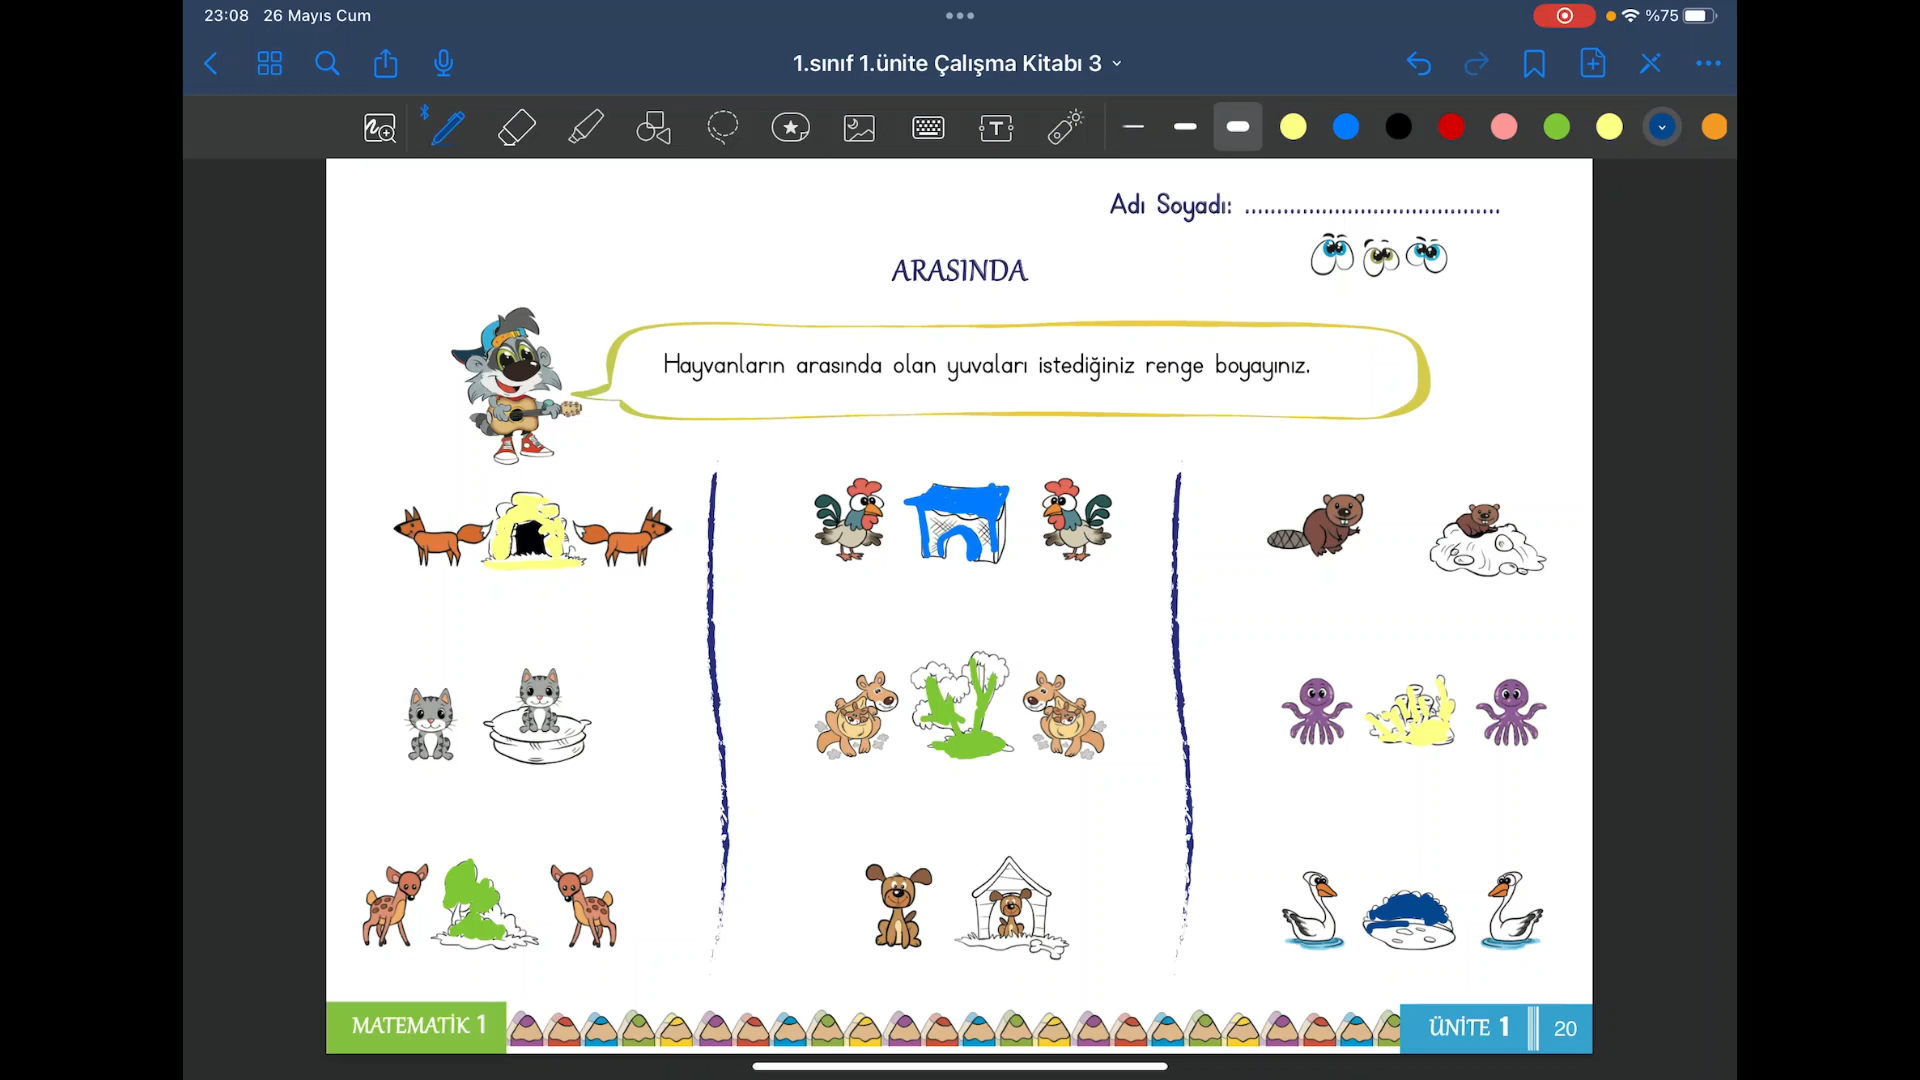 23:08 26 Mayıs Cum
%75
1.sınıf 1.ünite Çalışma Kitabı 3
T
Adı Soyadı: ........................................
ARASINDA
Hayvanların arasında olan yuvaları istediğiniz renge boyayınız.
MATEMATİK 1
ÜNİTE 1
20